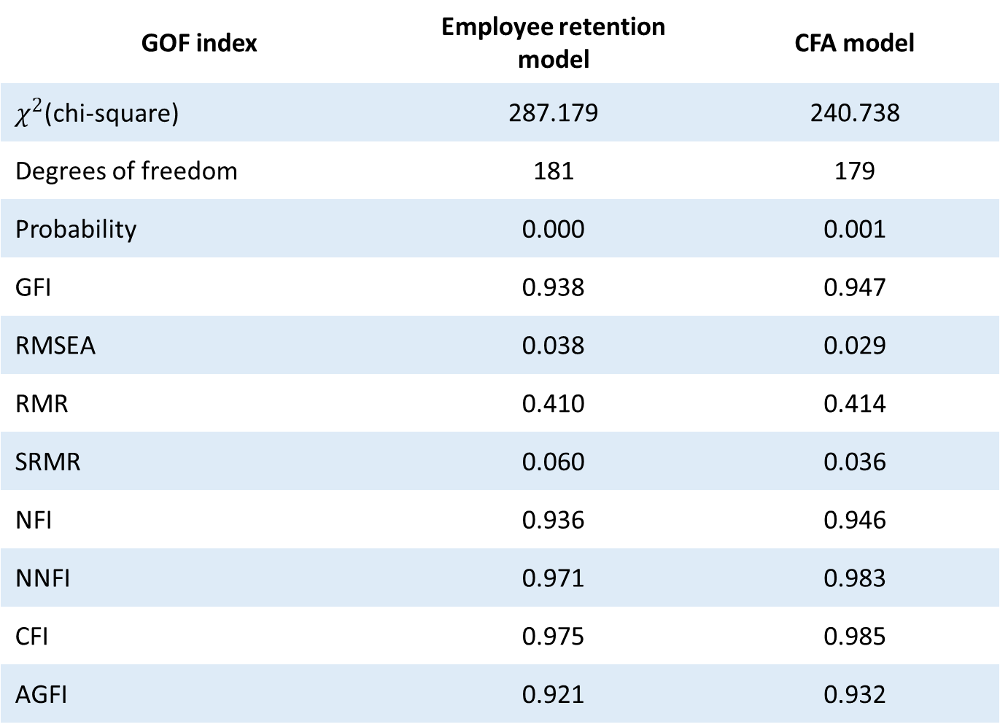 GOF index Employee retention model CFA model
χ²(chi-square) 287.179 240.738
Degrees of freedom 181 179
Probability 0.000 0.001
GFI 0.938 0.947
RMSEA 0.038 0.029
RMR 0.410 0.414
SRMR 0.060 0.036
NFI 0.936 0.946
NNFI 0.971 0.983
CFI 0.975 0.985
AGFI 0.921 0.932